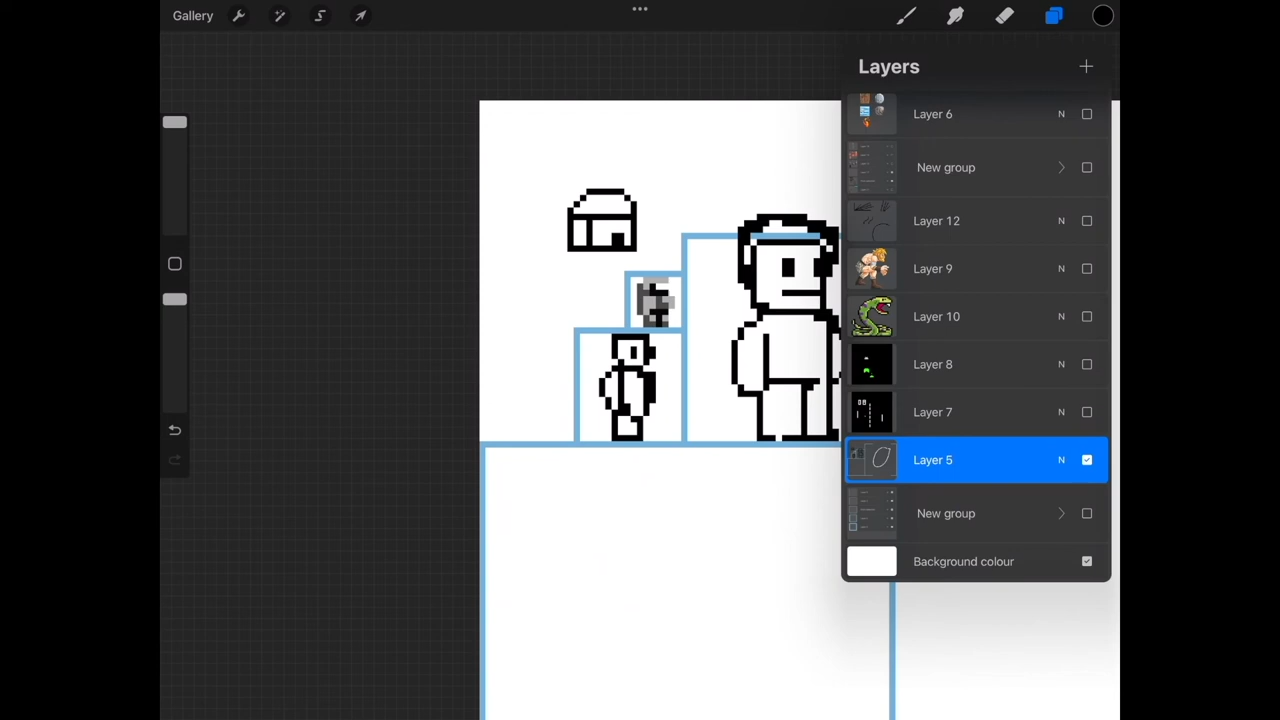 Gallery
Layers
Layer 6 N
New group
Layer 12 N
Layer 9 N
Layer 10 N
Layer 8 N
Layer 7 N
Layer 5 N
New group
Background colour